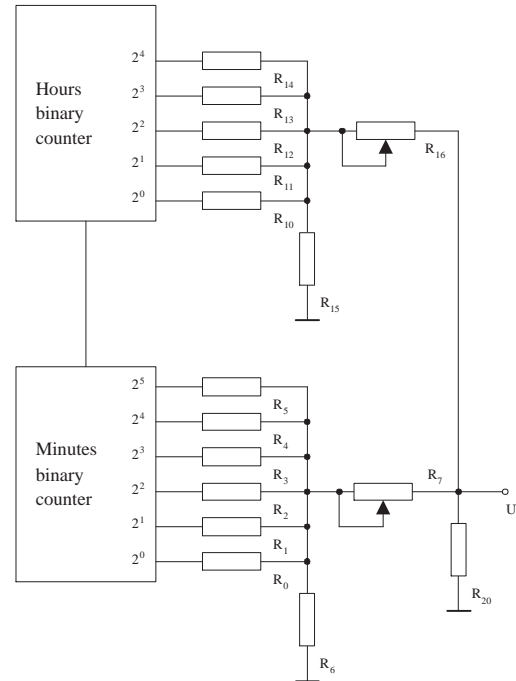 2⁴
Hours
binary
counter
2³
2²
2¹
2⁰
R₁₄
R₁₃
R₁₂
R₁₁
R₁₀
R₁₆
R₁₅
2⁵
2⁴
2³
2²
2¹
2⁰
Minutes
binary
counter
R₅
R₄
R₃
R₂
R₁
R₀
R₇
U
R₂₀
R₆